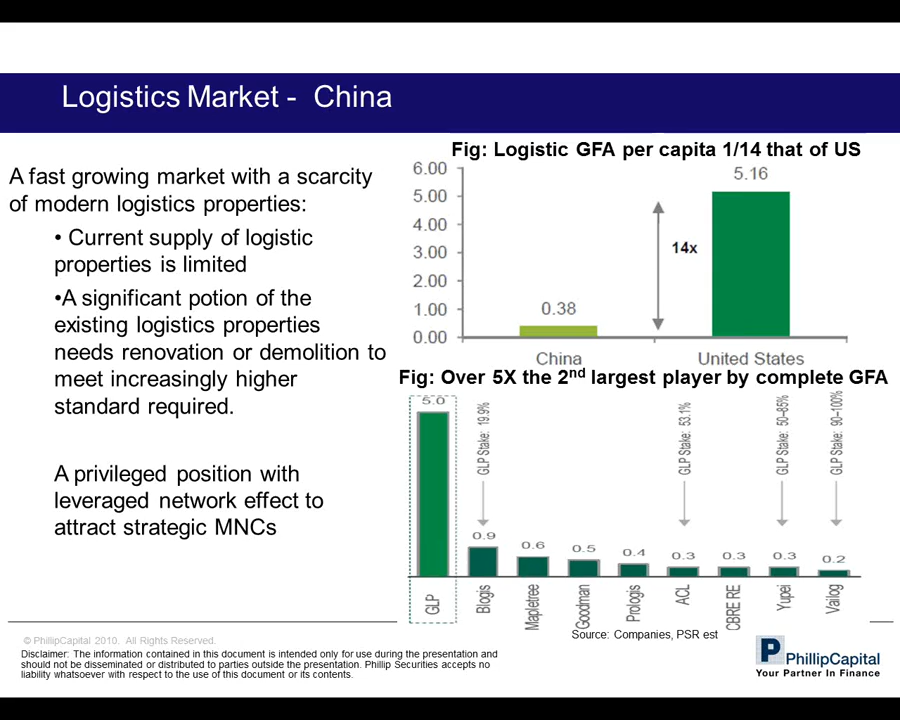 Logistics Market -  China
A fast growing market with a scarcity
of modern logistics properties:
• Current supply of logistic
properties is limited
•A significant potion of the
existing logistics properties
needs renovation or demolition to
meet increasingly higher
standard required.
A privileged position with
leveraged network effect to
attract strategic MNCs
Fig: Logistic GFA per capita 1/14 that of US
6.00
5.00
4.00
3.00
2.00
1.00
0.00
0.38
5.16
14x
China
United States
Fig: Over 5X the 2nd largest player by complete GFA
5.0
0.9
0.6
0.5
0.4
0.3
0.3
0.3
0.2
GLP Stake: 19.9%
GLP Stake: 53.1%
GLP Stake: 50–85%
GLP Stake: 90–100%
GLP
Blogis
Mapletree
Goodman
Prologis
ACL
CBRE RE
Yupei
Vailog
Source: Companies, PSR est
© PhillipCapital 2010.  All Rights Reserved.
Disclaimer: The information contained in this document is intended only for use during the presentation and
should not be disseminated or distributed to parties outside the presentation. Phillip Securities accepts no
liability whatsoever with respect to the use of this document or its contents.
P
PhillipCapital
Your Partner In Finance